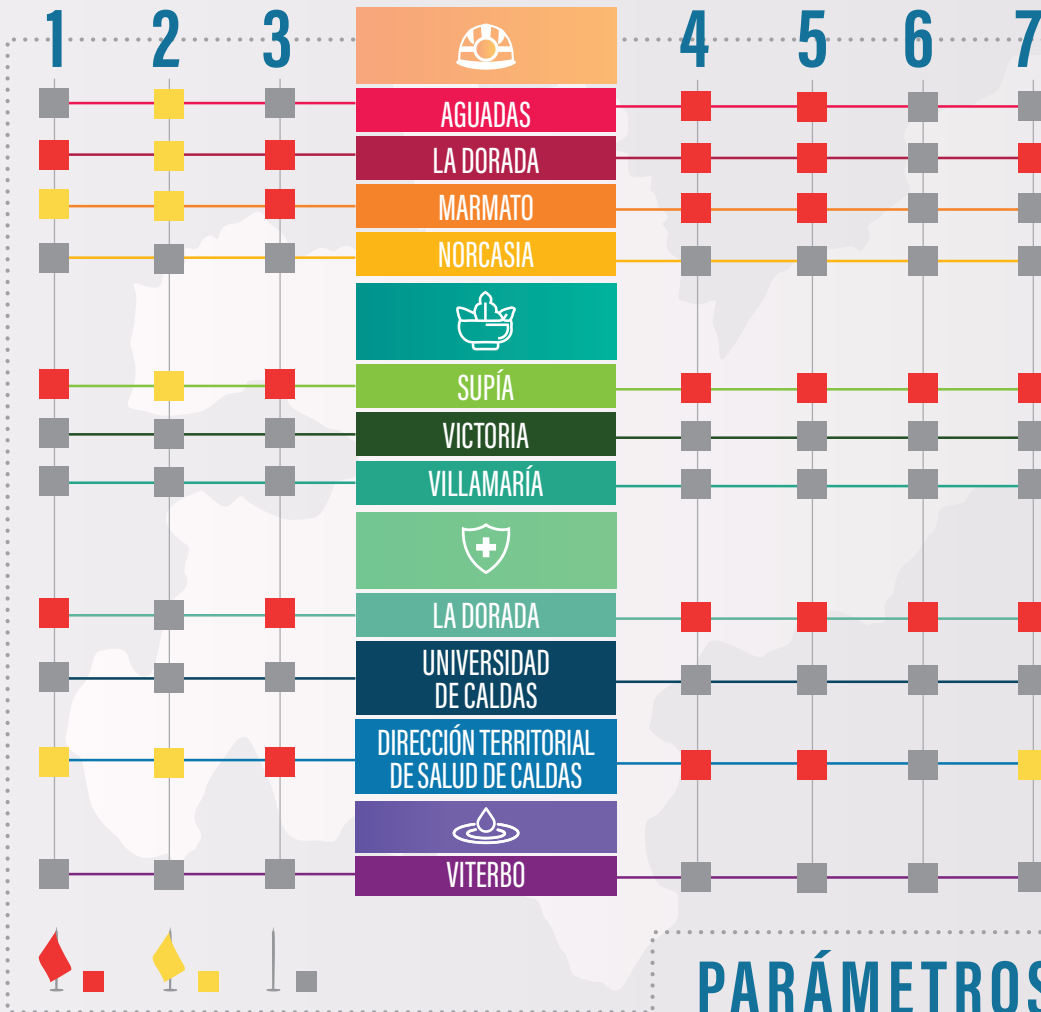 1 2 3 4 5 6 7
AGUADAS
LA DORADA
MARMATO
NORCASIA
SUPÍA
VICTORIA
VILLAMARÍA
LA DORADA
UNIVERSIDAD
DE CALDAS
DIRECCIÓN TERRITORIAL
DE SALUD DE CALDAS
VITERBO
PARÁMETROS